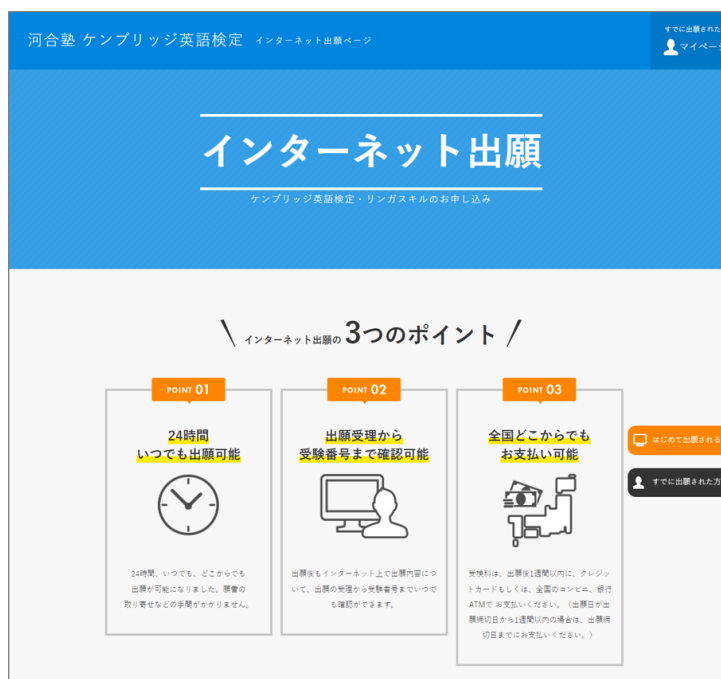 河合塾 ケンブリッジ英語検定 インターネット出願ページ
すでに出願された
マイページ
インターネット出願
ケンブリッジ英語検定・リンガスキルのお申し込み
インターネット出願の3つのポイント
POINT 01
24時間
いつでも出願可能
24時間、いつでも、どこからでも
出願が可能になりました。願書の
取り寄せなどの手間がかかりません。
POINT 02
出願受理から
受験番号まで確認可能
出願後もインターネット上で出願内容につ
いて、出願の受理から受験番号までいつで
も確認ができます。
POINT 03
全国どこからでも
お支払い可能
受検料は、出願後1週間以内に、クレジッ
トカードもしくは、全国のコンビニ、銀行
ATMで お支払いください。（出願日が出
願締切日から1週間以内の場合は、出願締
切日までにお支払いください。）
はじめて出願される
すでに出願された方